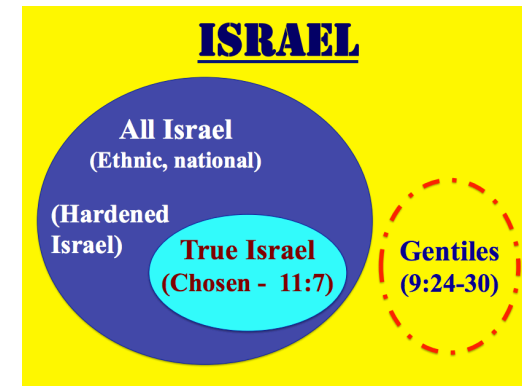 ISRAEL
All Israel
(Ethnic, national)
(Hardened
Israel)
True Israel
(Chosen - 11:7)
Gentiles
(9:24-30)